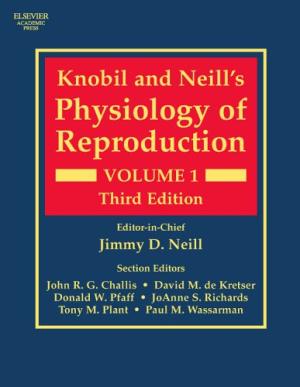 ELSEVIER
ACADEMIC
PRESS
Knobil and Neill's
Physiology of
Reproduction
VOLUME 1
Third Edition
Editor-in-Chief
Jimmy D. Neill
Section Editors
John R. G. Challis • David M. de Kretser
Donald W. Pfaff • JoAnne S. Richards
Tony M. Plant • Paul M. Wassarman